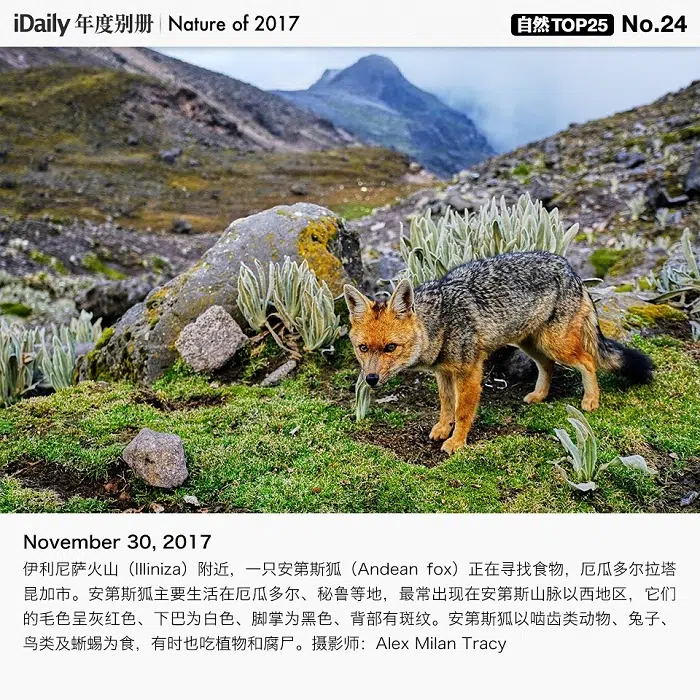 iDaily 年度别册 Nature of 2017
自然TOP25 No.24
November 30, 2017
伊利尼萨火山（Illiniza）附近，一只安第斯狐（Andean fox）正在寻找食物，厄瓜多尔拉塔
昆加市。安第斯狐主要生活在厄瓜多尔、秘鲁等地，最常出现在安第斯山脉以西地区，它们
的毛色呈灰红色、下巴为白色、脚掌为黑色、背部有斑纹。安第斯狐以啮齿类动物、兔子、
鸟类及蜥蜴为食，有时也吃植物和腐尸。摄影师：Alex Milan Tracy